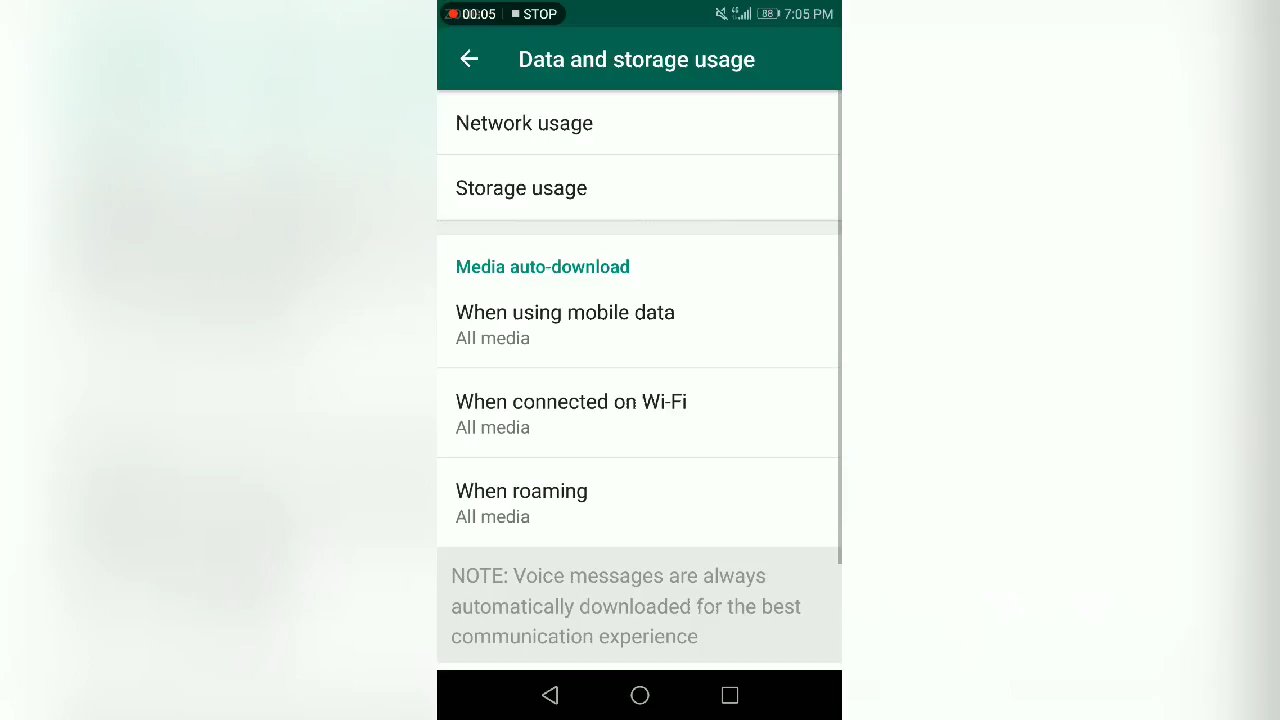 00:05 STOP 4G 88 7:05 PM
Data and storage usage
Network usage
Storage usage
Media auto-download
When using mobile data
All media
When connected on Wi-Fi
All media
When roaming
All media
NOTE: Voice messages are always
automatically downloaded for the best
communication experience